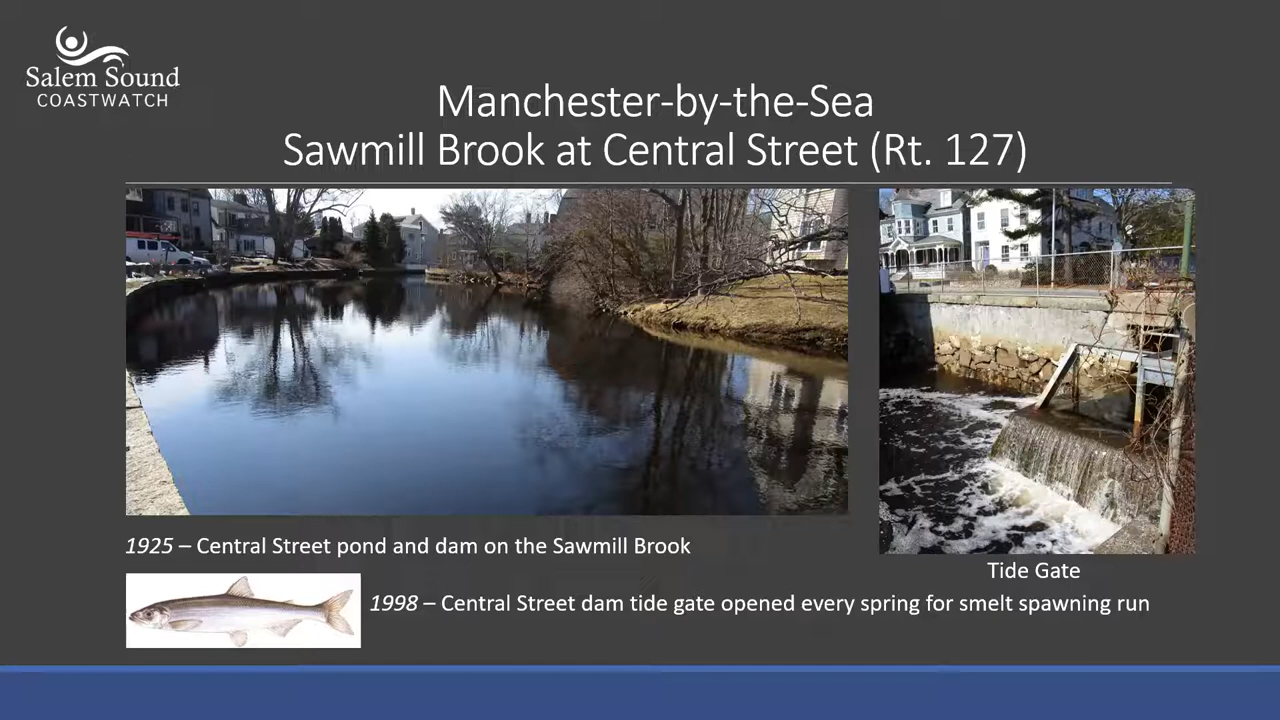 Salem Sound
COASTWATCH
Manchester-by-the-Sea
Sawmill Brook at Central Street (Rt. 127)
1925 – Central Street pond and dam on the Sawmill Brook
Tide Gate
1998 – Central Street dam tide gate opened every spring for smelt spawning run